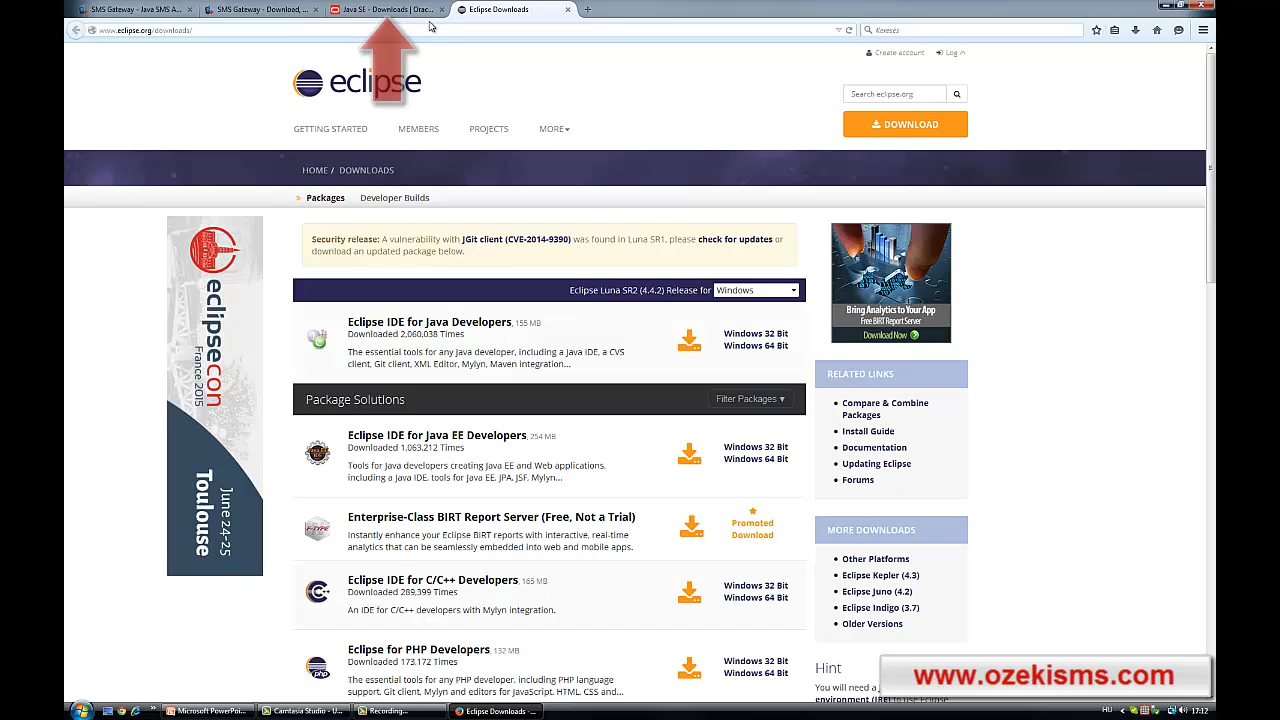 SMS Gateway - Java SMS A...
SMS Gateway - Download, ...
Java SE - Downloads | Orac...
Eclipse Downloads
www.eclipse.org/downloads/
Keresés
Create account
Log in
eclipse
Search eclipse.org
DOWNLOAD
GETTING STARTED
MEMBERS
PROJECTS
MORE
HOME / DOWNLOADS
Packages
Developer Builds
eclipsecon
France 2015
June 24-25
Toulouse
Security release: A vulnerability with JGit client (CVE-2014-9390) was found in Luna SR1, please check for updates or
download an updated package below.
Eclipse Luna SR2 (4.4.2) Release for
Windows
Eclipse IDE for Java Developers, 155 MB
Downloaded 2,060,038 Times
The essential tools for any Java developer, including a Java IDE, a CVS
client, Git client, XML Editor, Mylyn, Maven integration...
Windows 32 Bit
Windows 64 Bit
Package Solutions
Filter Packages ▾
Eclipse IDE for Java EE Developers, 254 MB
Downloaded 1,063,212 Times
Tools for Java developers creating Java EE and Web applications,
including a Java IDE, tools for Java EE, JPA, JSF, Mylyn...
Windows 32 Bit
Windows 64 Bit
Enterprise-Class BIRT Report Server (Free, Not a Trial)
Instantly enhance your Eclipse BIRT reports with interactive, real-time
analytics that can be seamlessly embedded into web and mobile apps.
Promoted
Download
Eclipse IDE for C/C++ Developers, 165 MB
Downloaded 289,399 Times
An IDE for C/C++ developers with Mylyn integration.
Windows 32 Bit
Windows 64 Bit
Eclipse for PHP Developers, 132 MB
Downloaded 173,172 Times
The essential tools for any PHP developer, including PHP language
support, Git client, Mylyn and editors for JavaScript, HTML, CSS and...
Windows 32 Bit
Windows 64 Bit
Bring Analytics to Your App
Free BIRT Report Server
Download Now
RELATED LINKS
Compare & Combine
Packages
Install Guide
Documentation
Updating Eclipse
Forums
MORE DOWNLOADS
Other Platforms
Eclipse Kepler (4.3)
Eclipse Juno (4.2)
Eclipse Indigo (3.7)
Older Versions
Hint
You will need a
www.ozekisms.com
Microsoft PowerPoi...
Camtasia Studio - U...
Recording...
Eclipse Downloads -...
HU
17:12